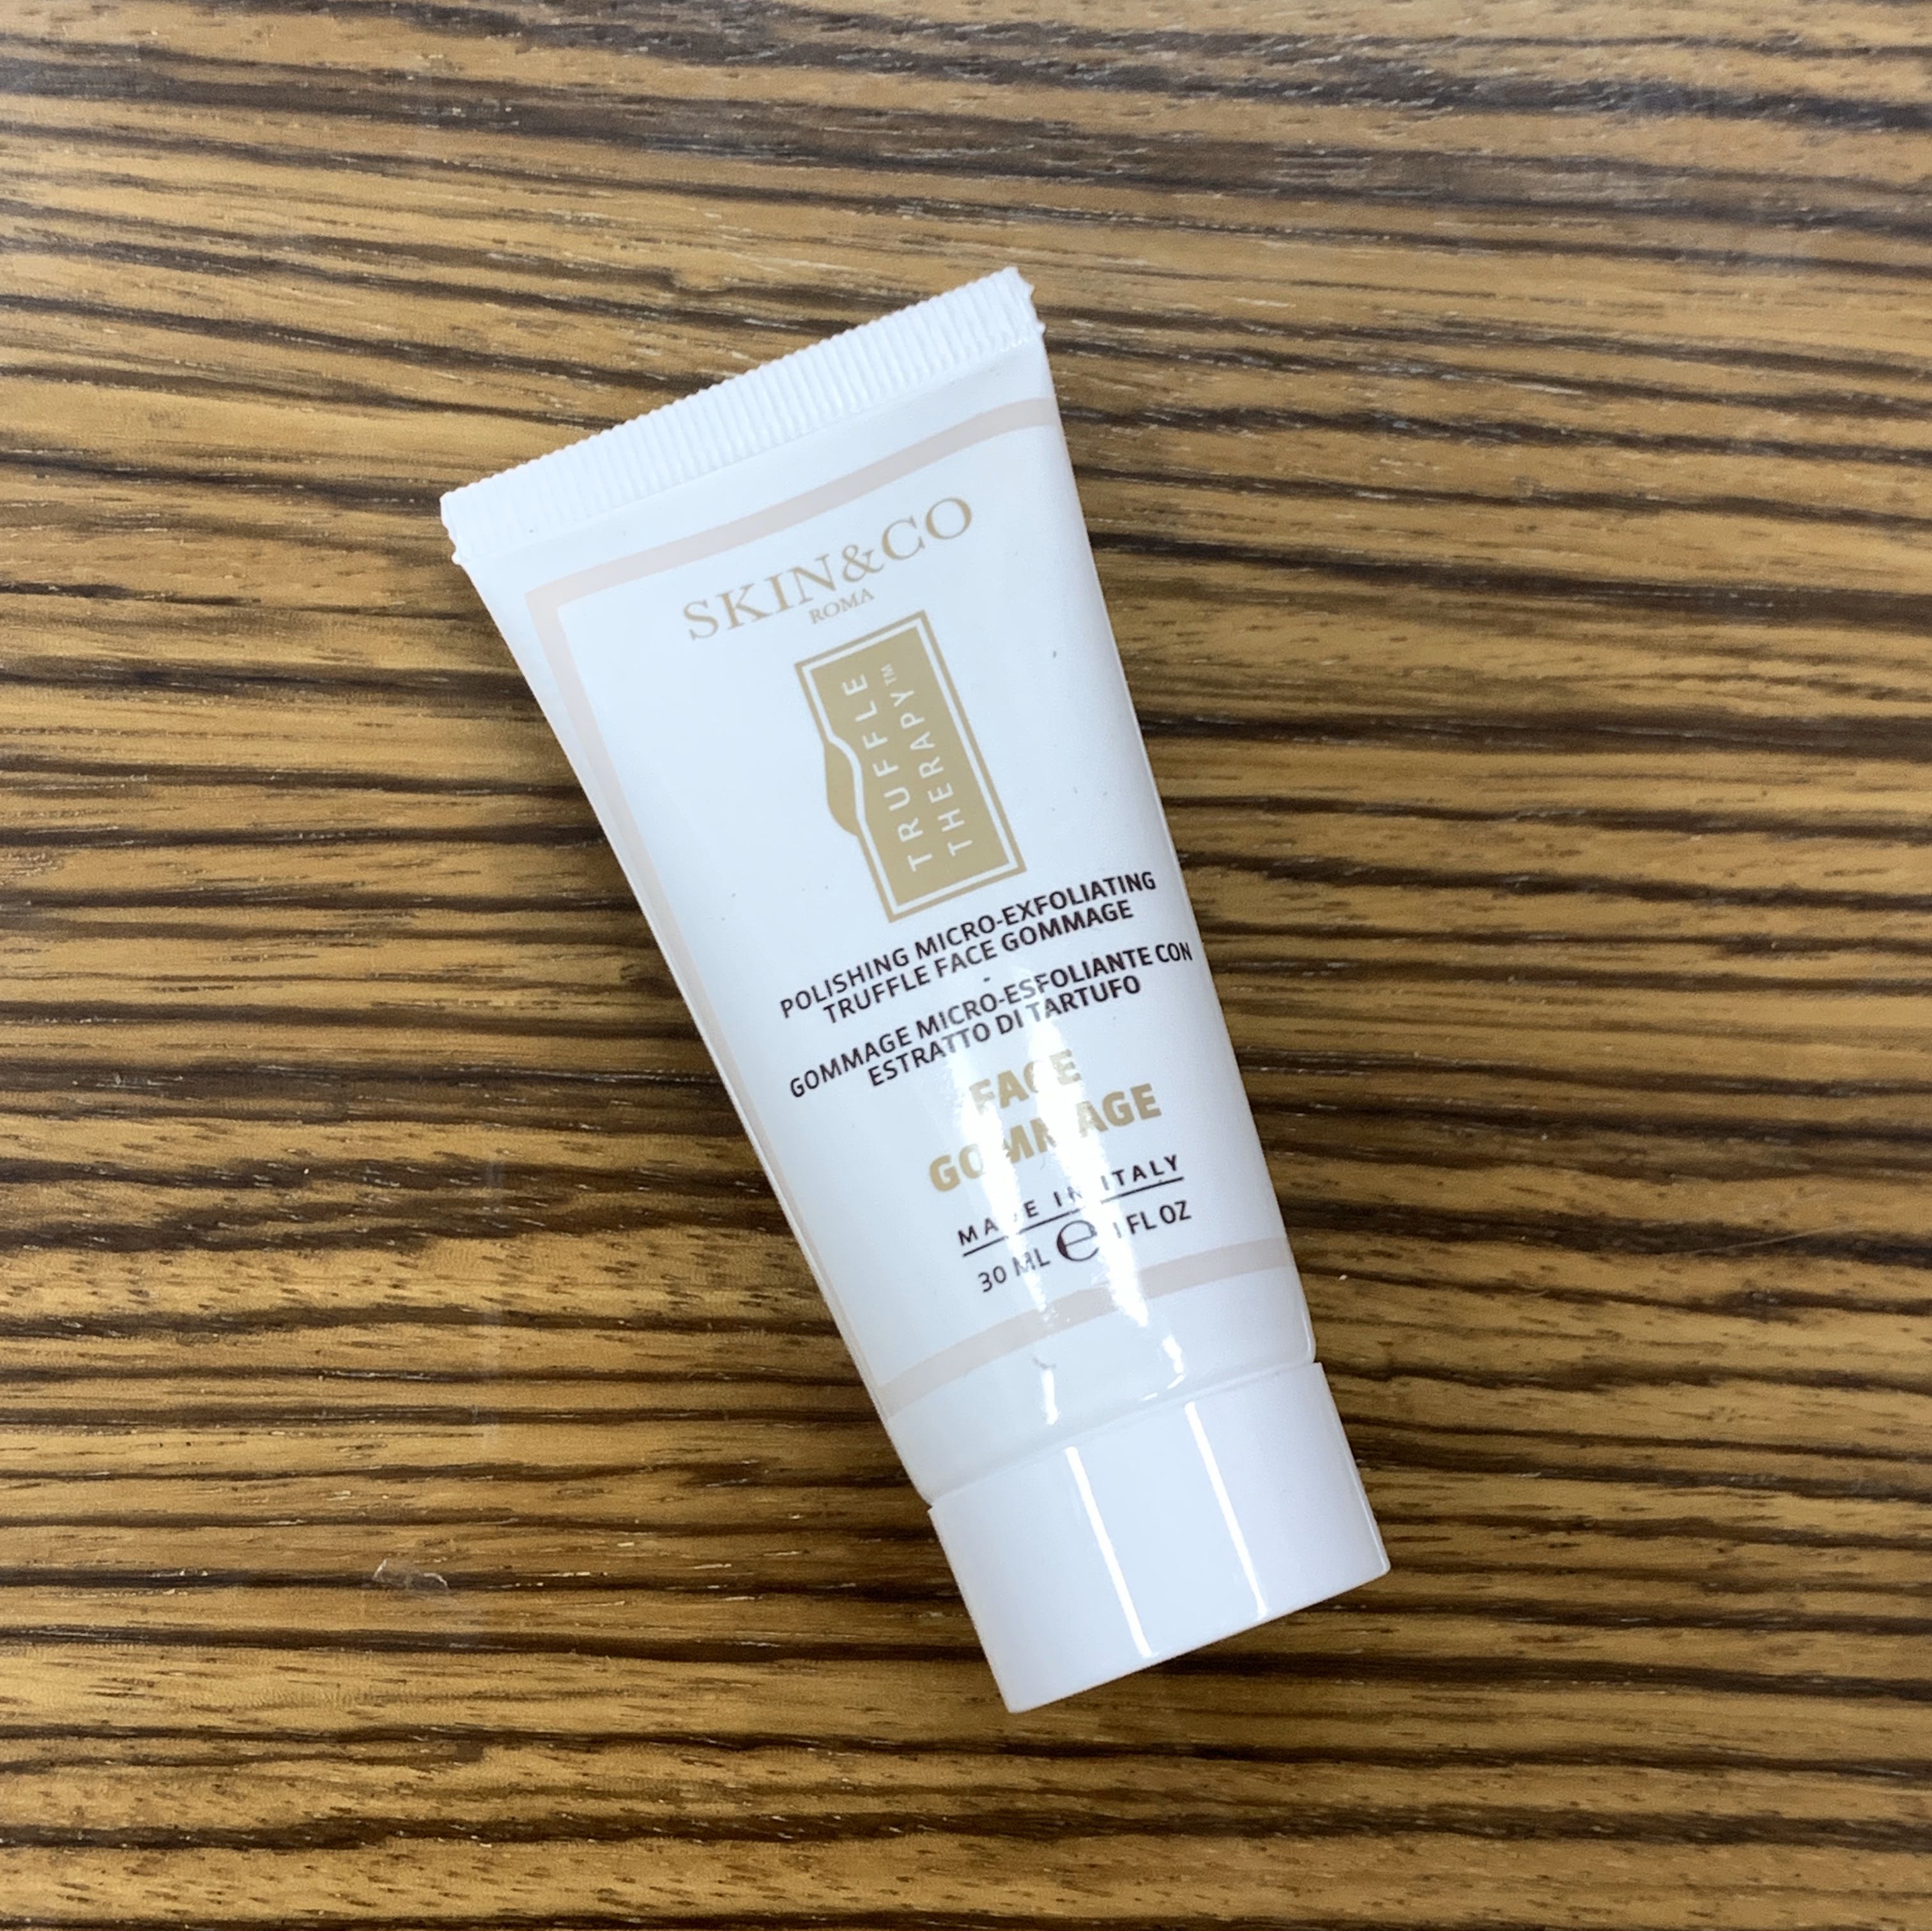 SKIN&CO
ROMA
TRUFFLE
THERAPY™
POLISHING MICRO-EXFOLIATING
TRUFFLE FACE GOMMAGE
-
GOMMAGE MICRO-ESFOLIANTE CON
ESTRATTO DI TARTUFO
FACE
GOMMAGE
MADE IN ITALY
30 ML ℮ 1 FL OZ